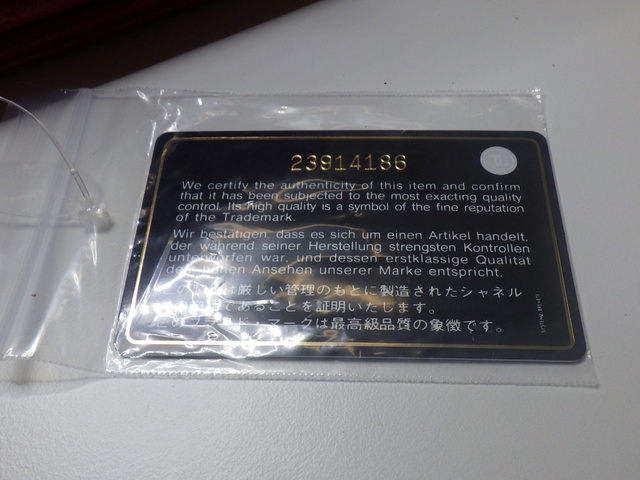 23914186
We certify the authenticity of this item and confirm
that it has been subjected to the most exacting quality
control. Its high quality is a symbol of the fine reputation
of the Trademark.
Wir bestätigen, dass es sich um einen Artikel handelt,
der während seiner Herstellung strengsten Kontrollen
unterworfen war, und dessen erstklassige Qualität
dem hohen Ansehen unserer Marke entspricht.
は厳しい管理のもとに製造されたシャネル
であることを証明いたします。
マークは最高級品質の象徴です。